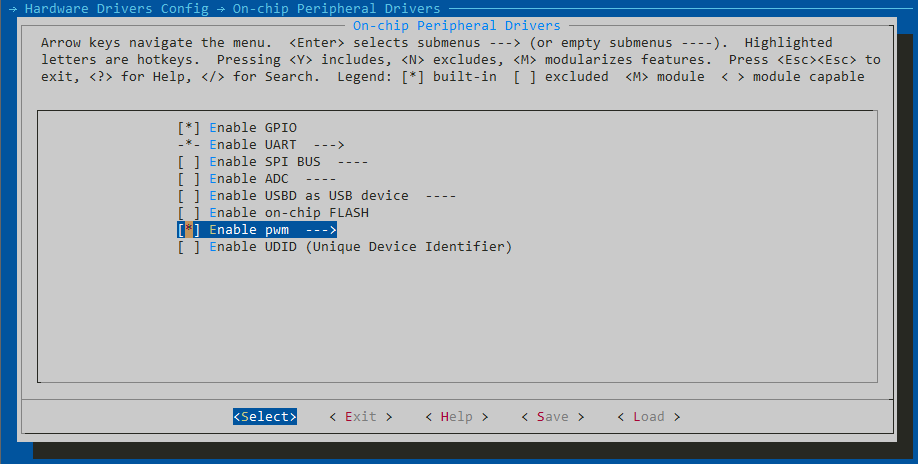 → Hardware Drivers Config → On-chip Peripheral Drivers
On-chip Peripheral Drivers
Arrow keys navigate the menu.  <Enter> selects submenus ---> (or empty submenus ----).  Highlighted
letters are hotkeys.  Pressing <Y> includes, <N> excludes, <M> modularizes features.  Press <Esc><Esc> to
exit, <?> for Help, </> for Search.  Legend: [*] built-in  [ ] excluded  <M> module  < > module capable
[*] Enable GPIO
-*- Enable UART  --->
[ ] Enable SPI BUS  ----
[ ] Enable ADC  ----
[ ] Enable USBD as USB device  ----
[ ] Enable on-chip FLASH
[*] Enable pwm  --->
[ ] Enable UDID (Unique Device Identifier)
<Select>    < Exit >    < Help >    < Save >    < Load >